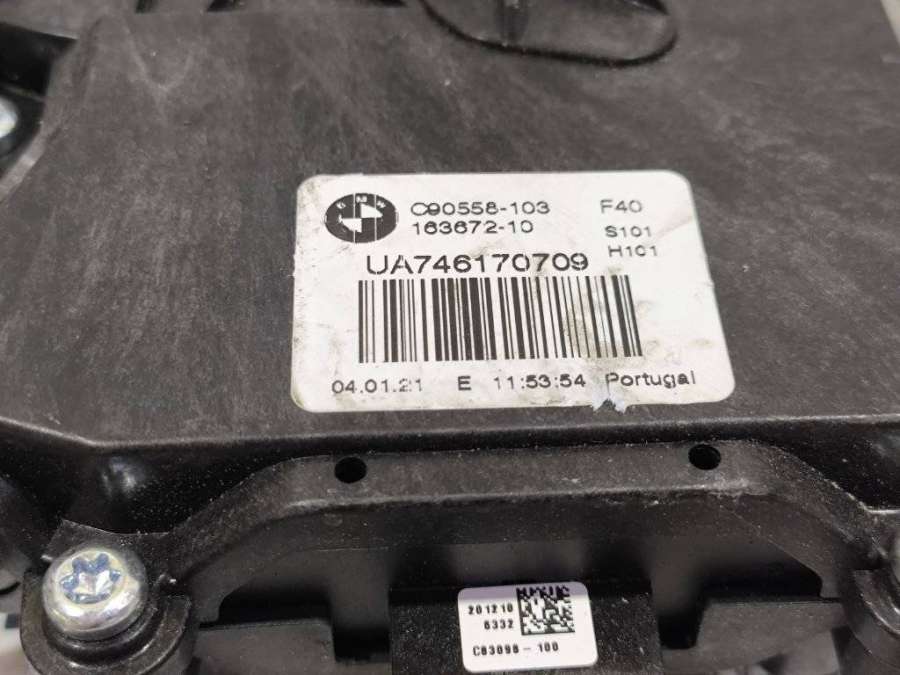 BMW
C90558-103 F40
163672-10 S101
H101
UA746170709
04.01.21 E 11:53:54 Portugal
201210
6332
C83098-100